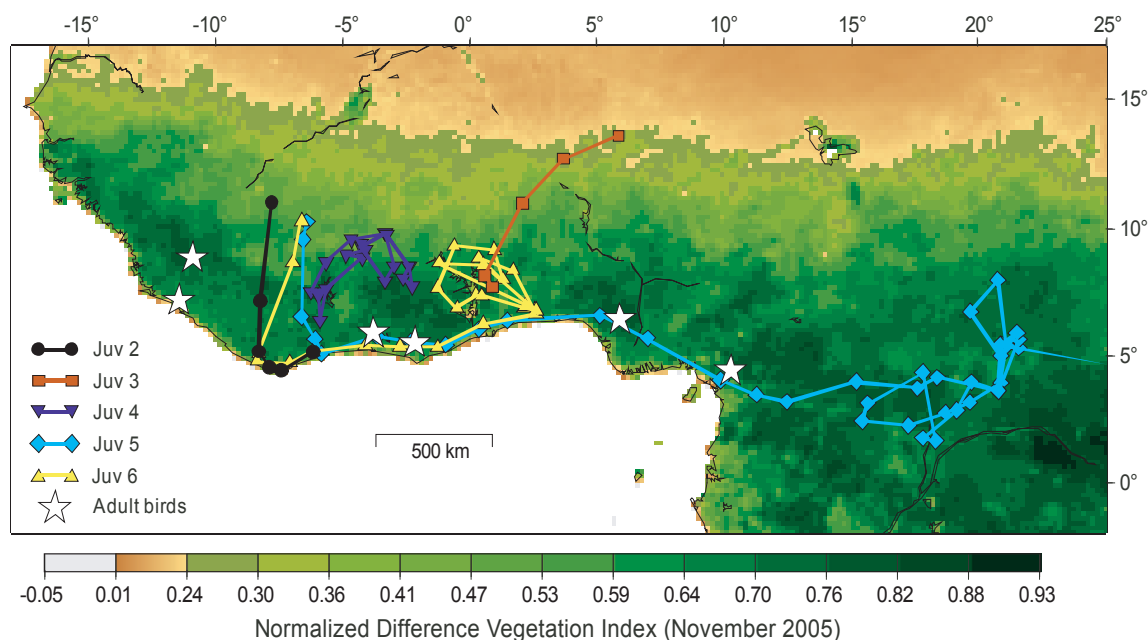 -15° -10° -5° 0° 5° 10° 15° 20° 25°
15°
10°
5°
0°
Juv 2
Juv 3
Juv 4
Juv 5
Juv 6
Adult birds
500 km
-0.05 0.01 0.24 0.30 0.36 0.41 0.47 0.53 0.59 0.64 0.70 0.76 0.82 0.88 0.93
Normalized Difference Vegetation Index (November 2005)